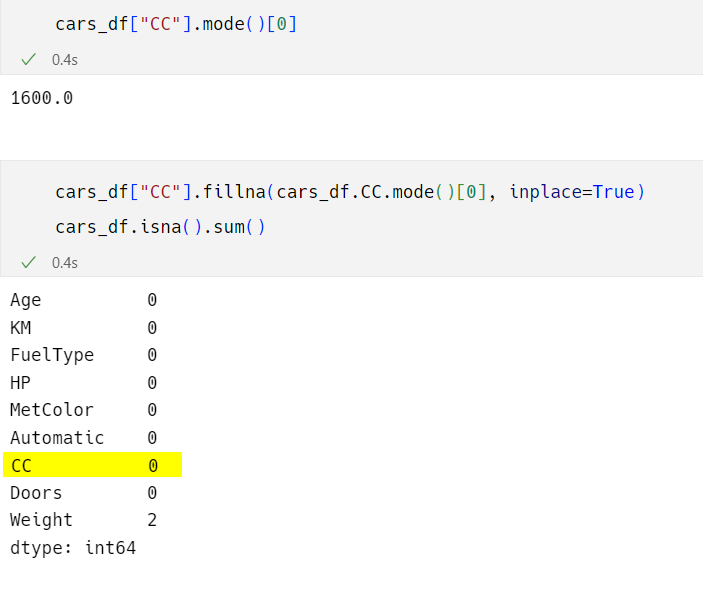 cars_df["CC"].mode()[0]
✓ 0.4s
1600.0
cars_df["CC"].fillna(cars_df.CC.mode()[0], inplace=True)
cars_df.isna().sum()
✓ 0.4s
Age 0
KM 0
FuelType 0
HP 0
MetColor 0
Automatic 0
CC 0
Doors 0
Weight 2
dtype: int64